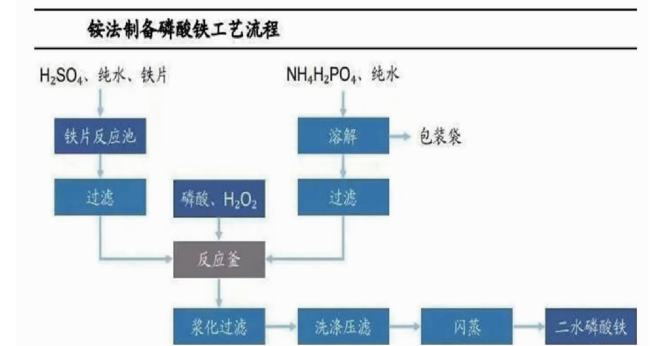 铵法制备磷酸铁工艺流程
H₂SO₄、纯水、铁片
NH₄H₂PO₄、纯水
铁片反应池
溶解
包装袋
过滤
磷酸、H₂O₂
过滤
反应釜
浆化过滤
洗涤压滤
闪蒸
二水磷酸铁